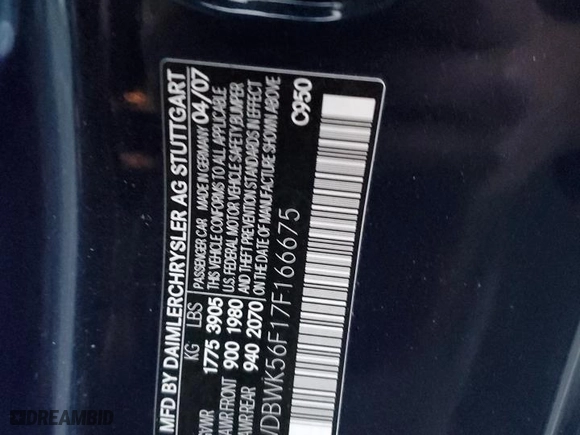 MFD BY DAIMLERCHRYSLER AG STUTTGART
PASSENGER CAR MADE IN GERMANY 04/07
KG LBS
THIS VEHICLE CONFORMS TO ALL APPLICABLE
GVWR 1775 3905
U.S. FEDERAL MOTOR VEHICLE SAFETY BUMPER
GAWR FRONT 900 1980
AND THEFT PREVENTION STANDARDS IN EFFECT
GAWR REAR 940 2070
ON THE DATE OF MANUFACTURE SHOWN ABOVE
WDBWK56F17F166675
C950
DREAMBID